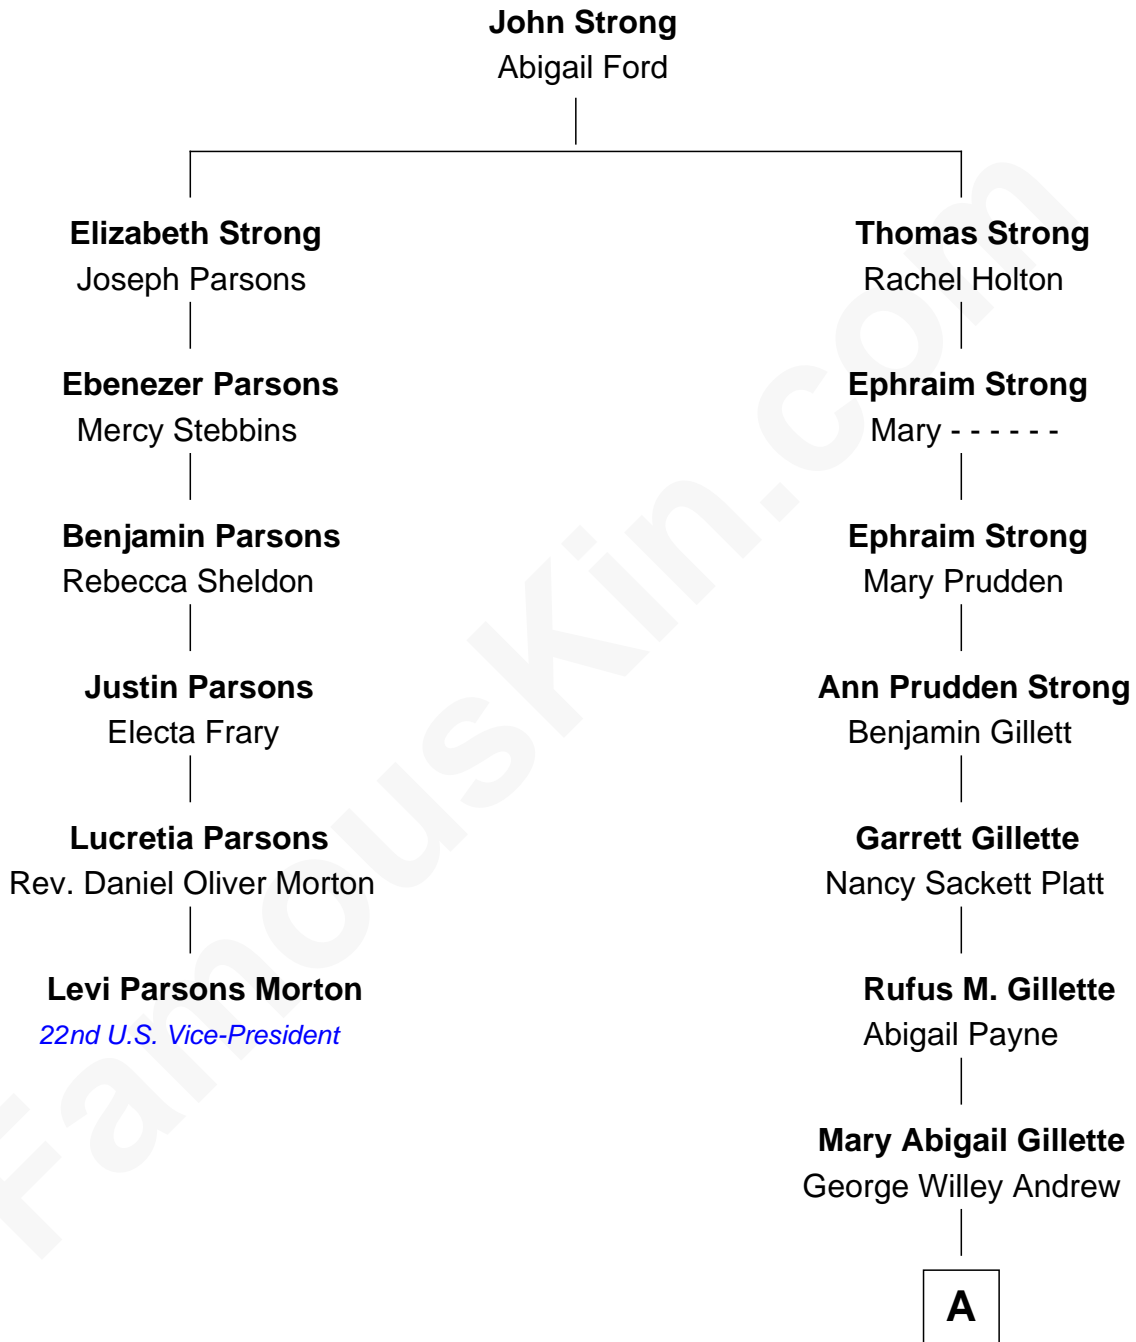 John Strong
Abigail Ford
Elizabeth Strong
Joseph Parsons
Thomas Strong
Rachel Holton
Ebenezer Parsons
Mercy Stebbins
Ephraim Strong
Mary - - - - - -
Benjamin Parsons
Rebecca Sheldon
Ephraim Strong
Mary Prudden
Justin Parsons
Electa Frary
Ann Prudden Strong
Benjamin Gillett
Lucretia Parsons
Rev. Daniel Oliver Morton
Garrett Gillette
Nancy Sackett Platt
Levi Parsons Morton
22nd U.S. Vice-President
Rufus M. Gillette
Abigail Payne
Mary Abigail Gillette
George Willey Andrew
A
FamousKin.com